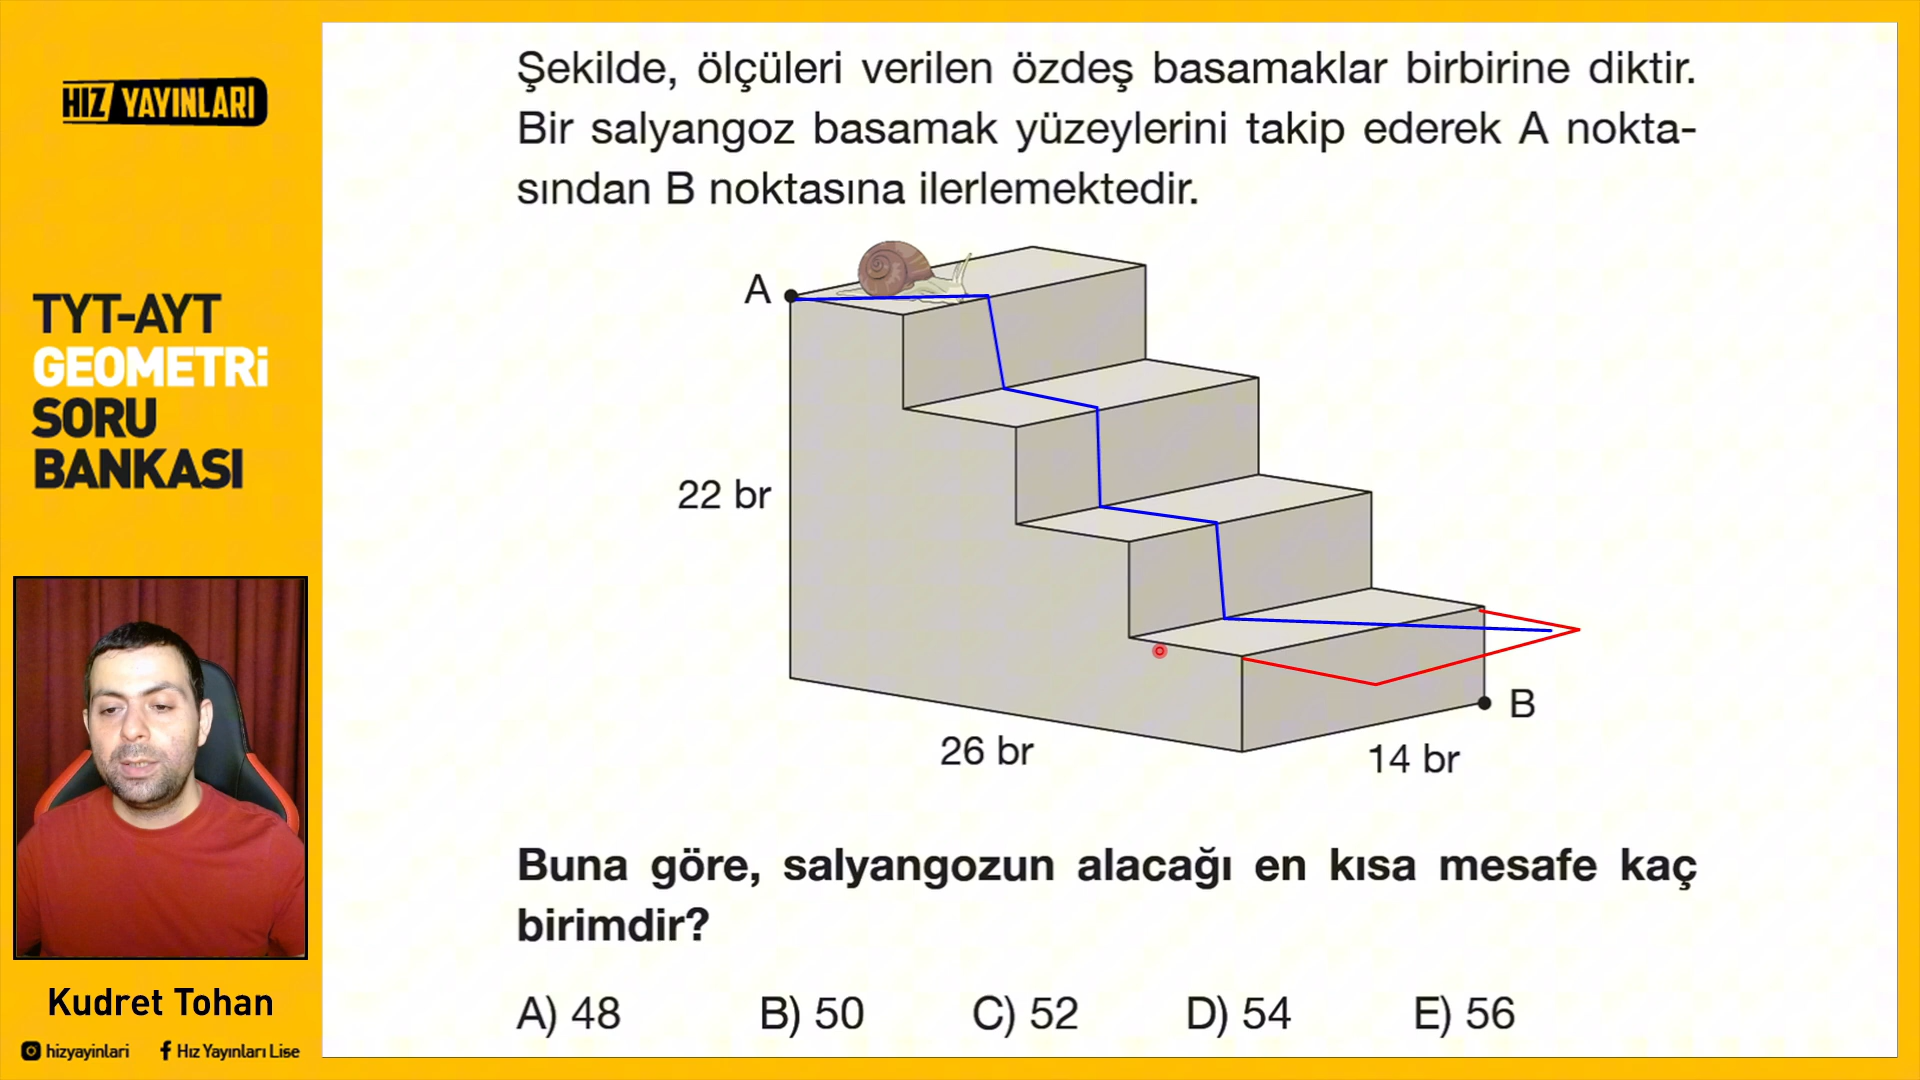 HIZ YAYINLARI
TYT-AYT
GEOMETRİ
SORU
BANKASI
Kudret Tohan
hizyayinlari
Hız Yayınları Lise
Şekilde, ölçüleri verilen özdeş basamaklar birbirine diktir.
Bir salyangoz basamak yüzeylerini takip ederek A nokta-
sından B noktasına ilerlemektedir.
A
22 br
B
26 br
14 br
Buna göre, salyangozun alacağı en kısa mesafe kaç
birimdir?
A) 48 B) 50 C) 52 D) 54 E) 56